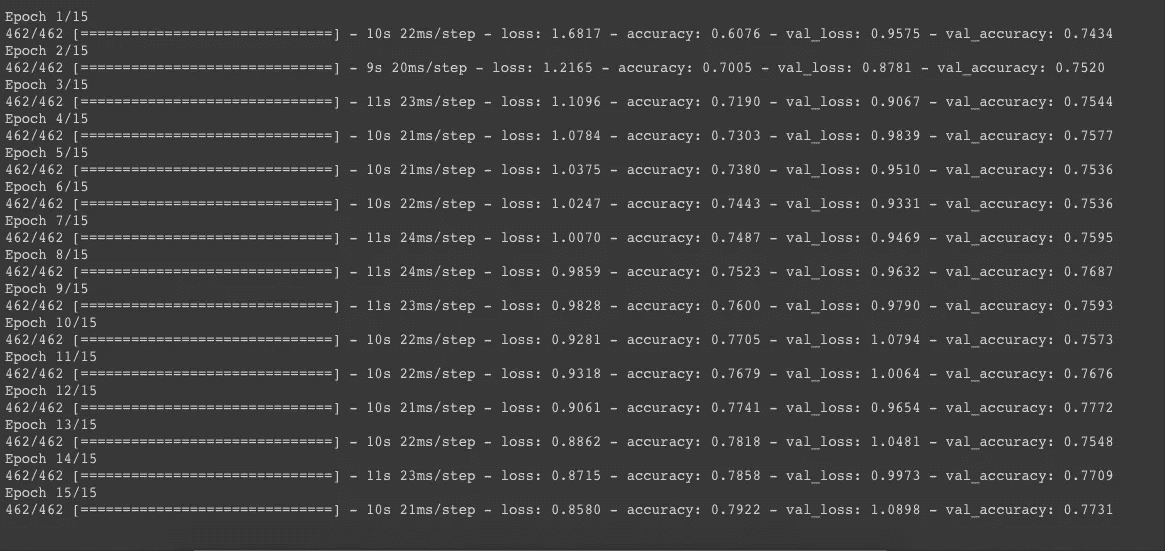 Epoch 1/15
462/462 [==============================] - 10s 22ms/step - loss: 1.6817 - accuracy: 0.6076 - val_loss: 0.9575 - val_accuracy: 0.7434
Epoch 2/15
462/462 [==============================] - 9s 20ms/step - loss: 1.2165 - accuracy: 0.7005 - val_loss: 0.8781 - val_accuracy: 0.7520
Epoch 3/15
462/462 [==============================] - 11s 23ms/step - loss: 1.1096 - accuracy: 0.7190 - val_loss: 0.9067 - val_accuracy: 0.7544
Epoch 4/15
462/462 [==============================] - 10s 21ms/step - loss: 1.0784 - accuracy: 0.7303 - val_loss: 0.9839 - val_accuracy: 0.7577
Epoch 5/15
462/462 [==============================] - 10s 21ms/step - loss: 1.0375 - accuracy: 0.7380 - val_loss: 0.9510 - val_accuracy: 0.7536
Epoch 6/15
462/462 [==============================] - 10s 22ms/step - loss: 1.0247 - accuracy: 0.7443 - val_loss: 0.9331 - val_accuracy: 0.7536
Epoch 7/15
462/462 [==============================] - 11s 24ms/step - loss: 1.0070 - accuracy: 0.7487 - val_loss: 0.9469 - val_accuracy: 0.7595
Epoch 8/15
462/462 [==============================] - 11s 24ms/step - loss: 0.9859 - accuracy: 0.7523 - val_loss: 0.9632 - val_accuracy: 0.7687
Epoch 9/15
462/462 [==============================] - 11s 23ms/step - loss: 0.9828 - accuracy: 0.7600 - val_loss: 0.9790 - val_accuracy: 0.7593
Epoch 10/15
462/462 [==============================] - 10s 22ms/step - loss: 0.9281 - accuracy: 0.7705 - val_loss: 1.0794 - val_accuracy: 0.7573
Epoch 11/15
462/462 [==============================] - 10s 22ms/step - loss: 0.9318 - accuracy: 0.7679 - val_loss: 1.0064 - val_accuracy: 0.7676
Epoch 12/15
462/462 [==============================] - 10s 21ms/step - loss: 0.9061 - accuracy: 0.7741 - val_loss: 0.9654 - val_accuracy: 0.7772
Epoch 13/15
462/462 [==============================] - 10s 22ms/step - loss: 0.8862 - accuracy: 0.7818 - val_loss: 1.0481 - val_accuracy: 0.7548
Epoch 14/15
462/462 [==============================] - 11s 23ms/step - loss: 0.8715 - accuracy: 0.7858 - val_loss: 0.9973 - val_accuracy: 0.7709
Epoch 15/15
462/462 [==============================] - 10s 21ms/step - loss: 0.8580 - accuracy: 0.7922 - val_loss: 1.0898 - val_accuracy: 0.7731